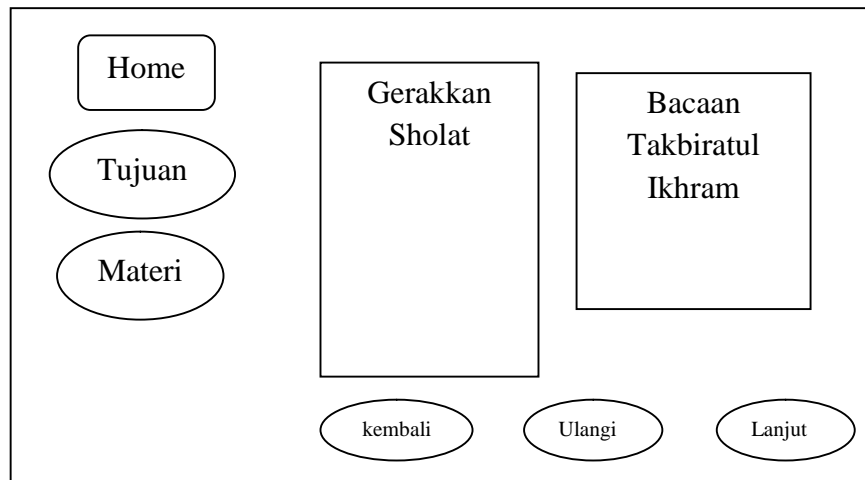 Home
Tujuan
Materi
Gerakkan
Sholat
Bacaan
Takbiratul
Ikhram
kembali
Ulangi
Lanjut